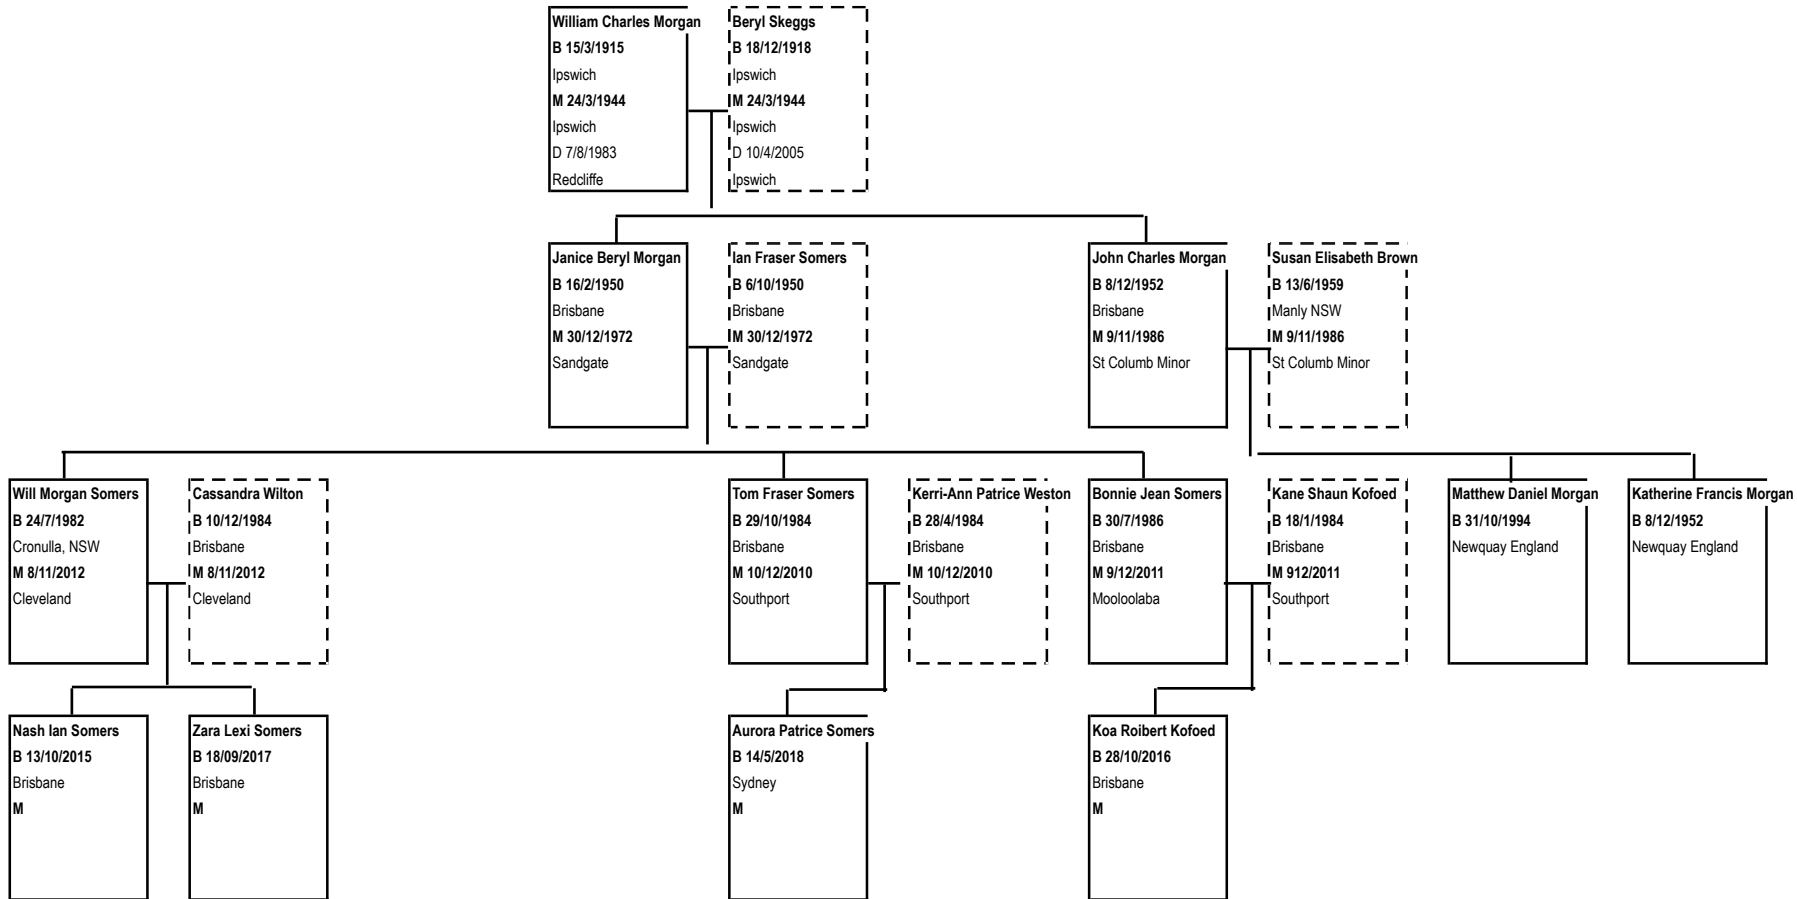 William Charles Morgan
B 15/3/1915
Ipswich
M 24/3/1944
Ipswich
D 7/8/1983
Redcliffe
Beryl Skeggs
B 18/12/1918
Ipswich
M 24/3/1944
Ipswich
D 10/4/2005
Ipswich
Janice Beryl Morgan
B 16/2/1950
Brisbane
M 30/12/1972
Sandgate
Ian Fraser Somers
B 6/10/1950
Brisbane
M 30/12/1972
Sandgate
John Charles Morgan
B 8/12/1952
Brisbane
M 9/11/1986
St Columb Minor
Susan Elisabeth Brown
B 13/6/1959
Manly NSW
M 9/11/1986
St Columb Minor
Will Morgan Somers
B 24/7/1982
Cronulla, NSW
M 8/11/2012
Cleveland
Cassandra Wilton
B 10/12/1984
Brisbane
M 8/11/2012
Cleveland
Tom Fraser Somers
B 29/10/1984
Brisbane
M 10/12/2010
Southport
Kerri-Ann Patrice Weston
B 28/4/1984
Brisbane
M 10/12/2010
Southport
Bonnie Jean Somers
B 30/7/1986
Brisbane
M 9/12/2011
Mooloolaba
Kane Shaun Kofoed
B 18/1/1984
Brisbane
M 912/2011
Southport
Matthew Daniel Morgan
B 31/10/1994
Newquay England
Katherine Francis Morgan
B 8/12/1952
Newquay England
Nash Ian Somers
B 13/10/2015
Brisbane
M
Zara Lexi Somers
B 18/09/2017
Brisbane
M
Aurora Patrice Somers
B 14/5/2018
Sydney
M
Koa Roibert Kofoed
B 28/10/2016
Brisbane
M